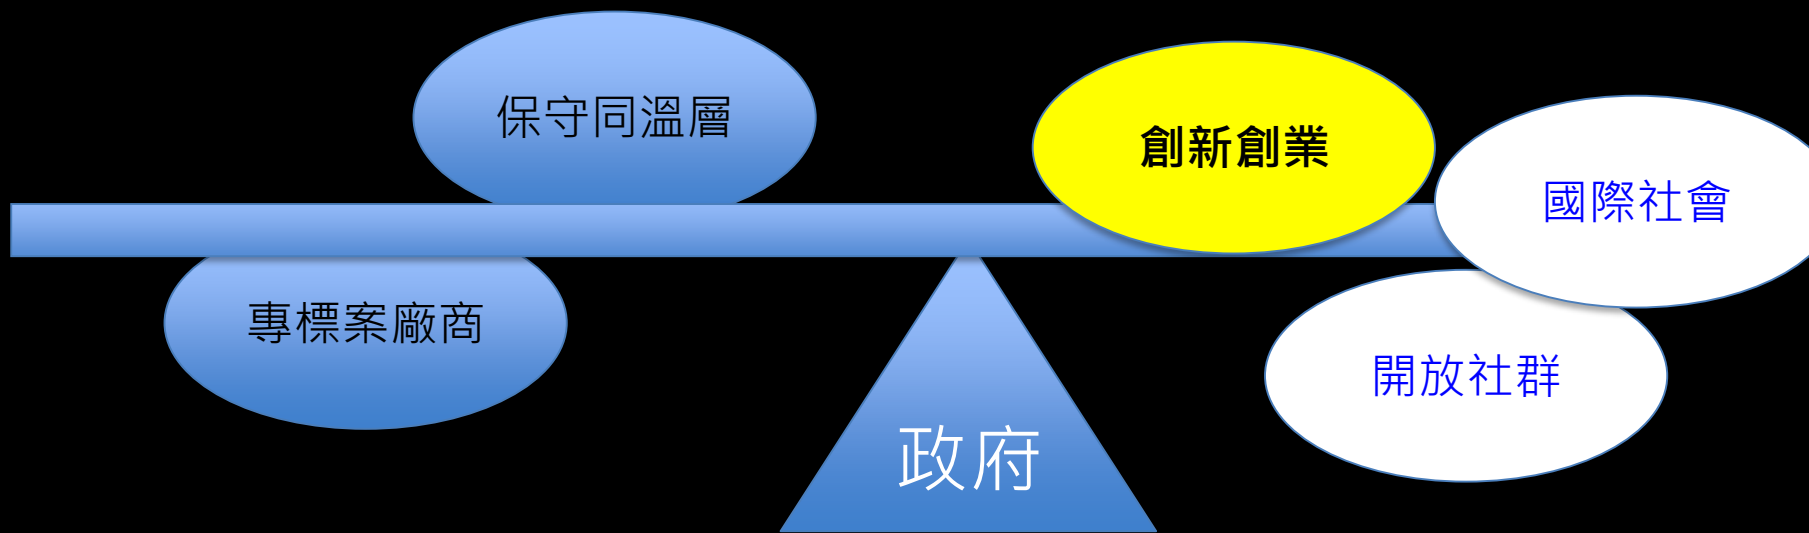 保守同溫層
創新創業
國際社會
專標案廠商
開放社群
政府